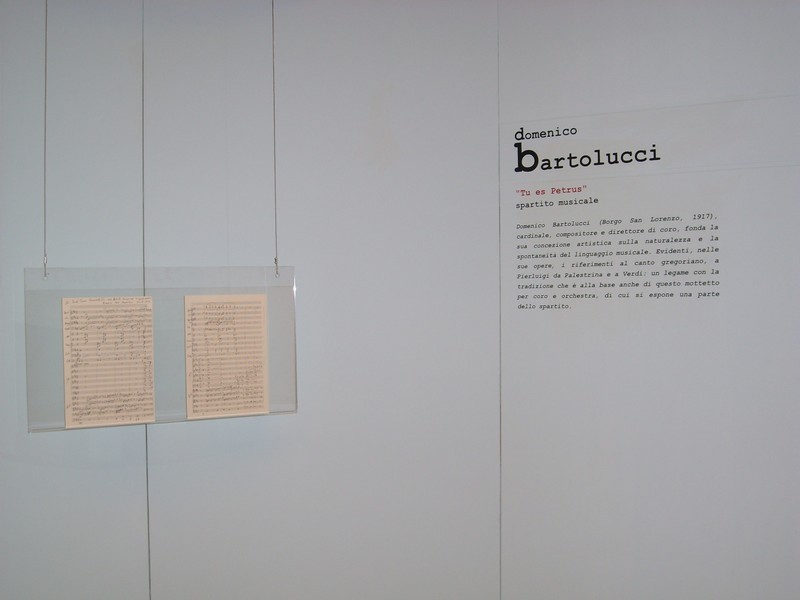 domenico
bartolucci
"Tu es Petrus"
spartito musicale
Domenico Bartolucci (Borgo San Lorenzo, 1917),
cardinale, compositore e direttore di coro, fonda la
sua concezione artistica sulla naturalezza e la
spontaneità del linguaggio musicale. Evidenti, nelle
sue opere, i riferimenti al canto gregoriano, a
Pierluigi da Palestrina e a Verdi: un legame con la
tradizione che è alla base anche di questo mottetto
per coro e orchestra, di cui si espone una parte
dello spartito.